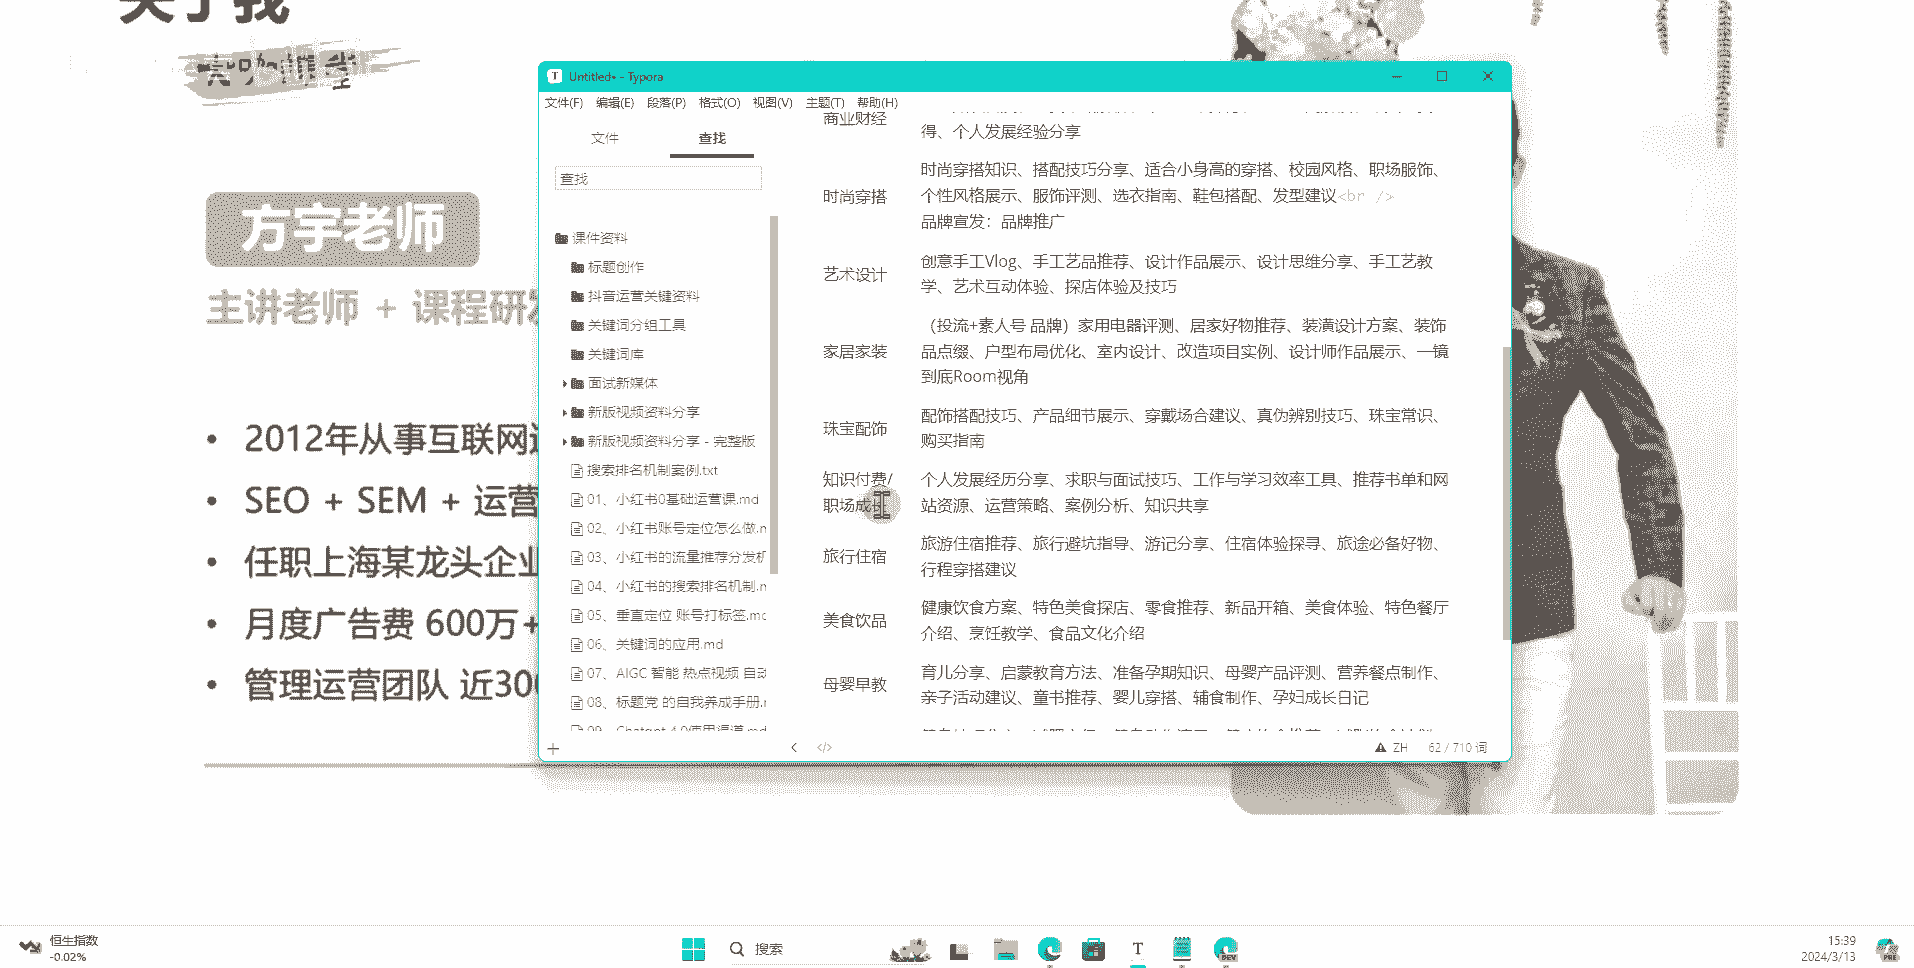 关于我
方宇老师
主讲老师 + 课程研发
2012年从事互联网
SEO + SEM + 运营
任职上海某龙头企业
月度广告费 600万+
管理运营团队 近300
Untitled• - Typora
文件(F) 编辑(E) 段落(P) 格式(O) 视图(V) 主题(T) 帮助(H)
文件 查找
查找
课件资料
标题创作
抖音运营关键资料
关键词分组工具
关键词库
面试新媒体
新版视频资料分享
新版视频资料分享 - 完整版
搜索排名机制案例.txt
01、小红书0基础运营课.md
02、小红书账号定位怎么做.m
03、小红书的流量推荐分发机
04、小红书的搜索排名机制.m
05、垂直定位 账号打标签.md
06、关键词的应用.md
07、AIGC 智能 热点视频 自动
08、标题党 的自我养成手册.m
09、Chatgpt 4.0使用渠道.md
商业财经
得、个人发展经验分享
时尚穿搭
时尚穿搭知识、搭配技巧分享、适合小身高的穿搭、校园风格、职场服饰、
个性风格展示、服饰评测、选衣指南、鞋包搭配、发型建议<br />
品牌宣发：品牌推广
艺术设计
创意手工Vlog、手工艺品推荐、设计作品展示、设计思维分享、手工艺教
学、艺术互动体验、探店体验及技巧
家居家装
（投流+素人号 品牌）家用电器评测、居家好物推荐、装潢设计方案、装饰
品点缀、户型布局优化、室内设计、改造项目实例、设计师作品展示、一镜
到底Room视角
珠宝配饰
配饰搭配技巧、产品细节展示、穿戴场合建议、真伪辨别技巧、珠宝常识、
购买指南
知识付费/
职场成长
个人发展经历分享、求职与面试技巧、工作与学习效率工具、推荐书单和网
站资源、运营策略、案例分析、知识共享
旅行住宿
旅游住宿推荐、旅行避坑指导、游记分享、住宿体验探寻、旅途必备好物、
行程穿搭建议
美食饮品
健康饮食方案、特色美食探店、零食推荐、新品开箱、美食体验、特色餐厅
介绍、烹饪教学、食品文化介绍
母婴早教
育儿分享、启蒙教育方法、准备孕期知识、母婴产品评测、营养餐点制作、
亲子活动建议、童书推荐、婴儿穿搭、辅食制作、孕妇成长日记
ZH 62 / 710 词
恒生指数
-0.02%
搜索
15:39
2024/3/13